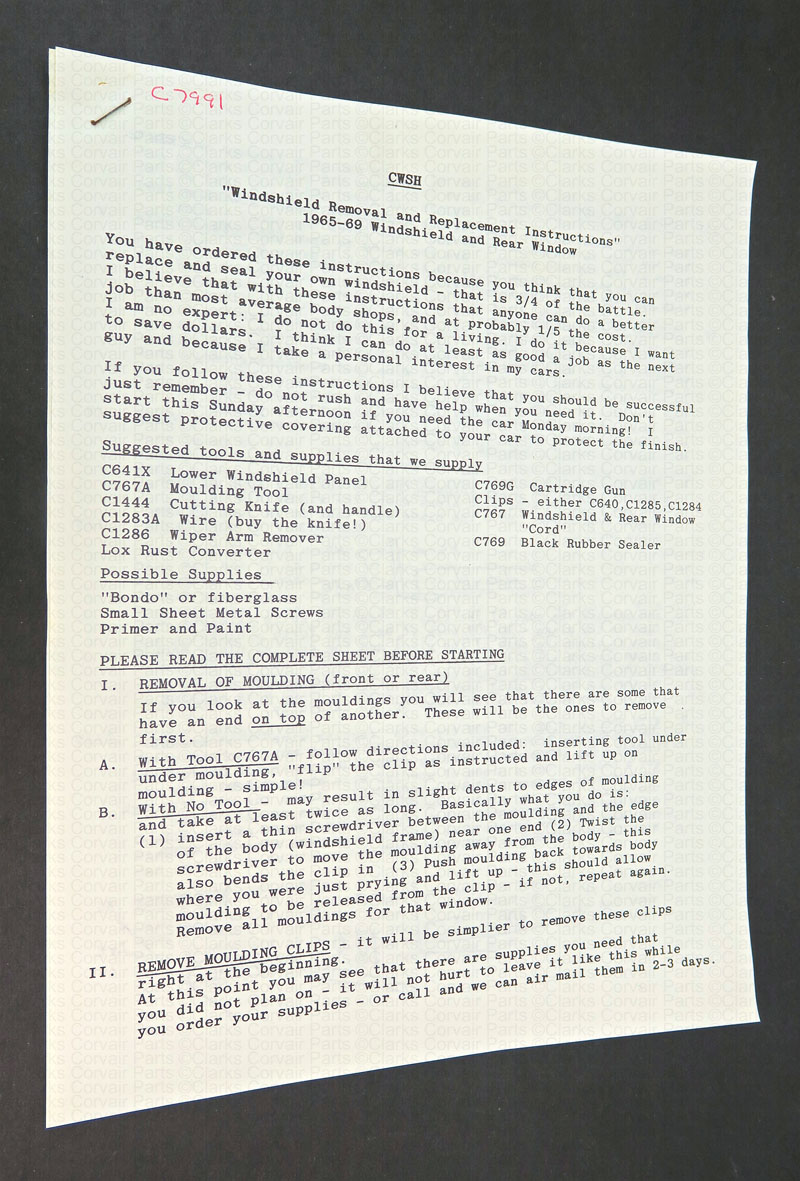 C7991
CWSH
"Windshield Removal and Replacement Instructions"
1965-69 Windshield and Rear Window
You have ordered these instructions because you think that you can
replace and seal your own windshield - that is 3/4 of the battle.
I believe that with these instructions that anyone can do a better
job than most average body shops, and at probably 1/5 the cost.
I am no expert: I do not do this for a living. I do it because I want
to save dollars. I think I can do at least as good a job as the next
guy and because I take a personal interest in my cars.
If you follow these instructions I believe that you should be successful
just remember - do not rush and have help when you need it. Don't
start this Sunday afternoon if you need the car Monday morning! I
suggest protective covering attached to your car to protect the finish.
Suggested tools and supplies that we supply
C641X Lower Windshield Panel
C767A Moulding Tool
C1444 Cutting Knife (and handle)
C1283A Wire (buy the knife!)
C1286 Wiper Arm Remover
Lox Rust Converter
C769G Cartridge Gun
Clips - either C640,C1285,C1284
C767 Windshield & Rear Window
"Cord"
C769 Black Rubber Sealer
Possible Supplies
"Bondo" or fiberglass
Small Sheet Metal Screws
Primer and Paint
PLEASE READ THE COMPLETE SHEET BEFORE STARTING
I. REMOVAL OF MOULDING (front or rear)
If you look at the mouldings you will see that there are some that
have an end on top of another. These will be the ones to remove
first.
A. With Tool C767A - follow directions included: inserting tool under
under moulding, "flip" the clip as instructed and lift up on
moulding - simple!
B. With No Tool - may result in slight dents to edges of moulding
and take at least twice as long. Basically what you do is:
(1) insert a thin screwdriver between the moulding and the edge
of the body (windshield frame) near one end (2) Twist the
screwdriver to move the moulding away from the body - this
also bends the clip in (3) Push moulding back towards body
where you were just prying and lift up - this should allow
moulding to be released from the clip - if not, repeat again.
Remove all mouldings for that window.
II. REMOVE MOULDING CLIPS - it will be simplier to remove these clips
right at the beginning.
At this point you may see that there are supplies you need that
you did not plan on - it will not hurt to leave it like this while
you order your supplies - or call and we can air mail them in 2-3 days.